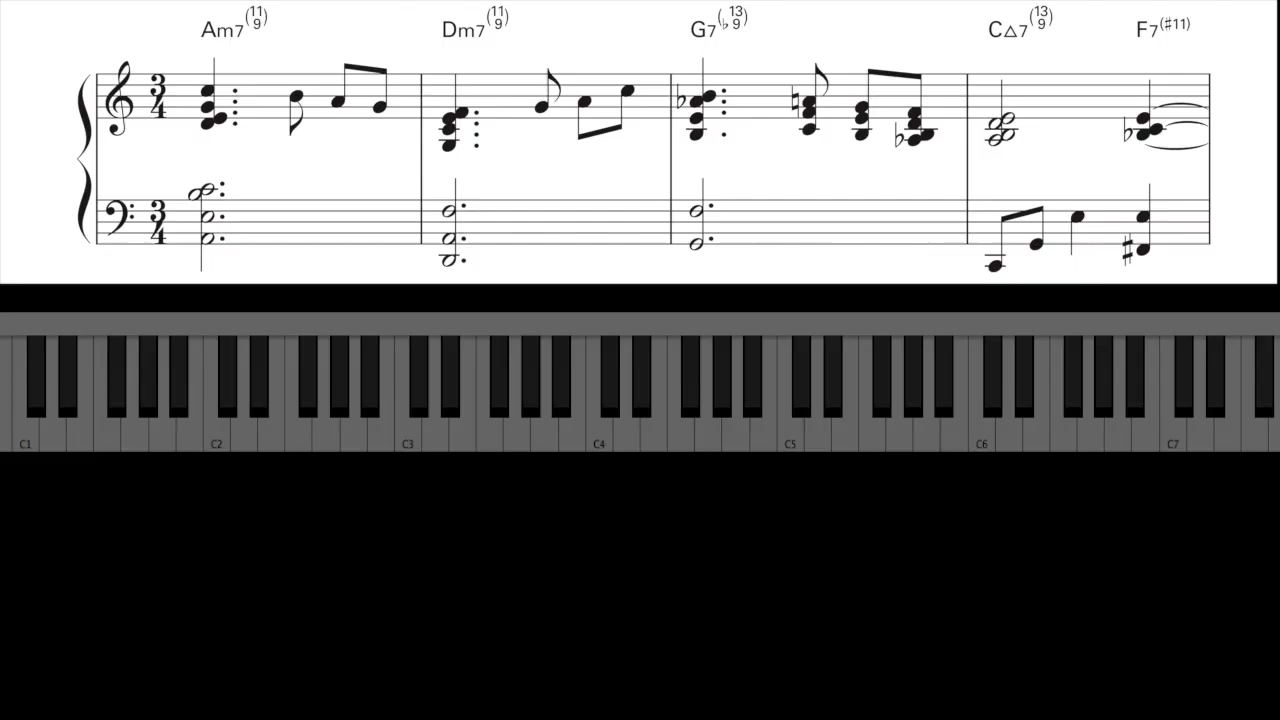 Am7(11 9) Dm7(11 9) G7(13 ♭9) C△7(13 9) F7(♯11)
3 4
3 4
C1 C2 C3 C4 C5 C6 C7